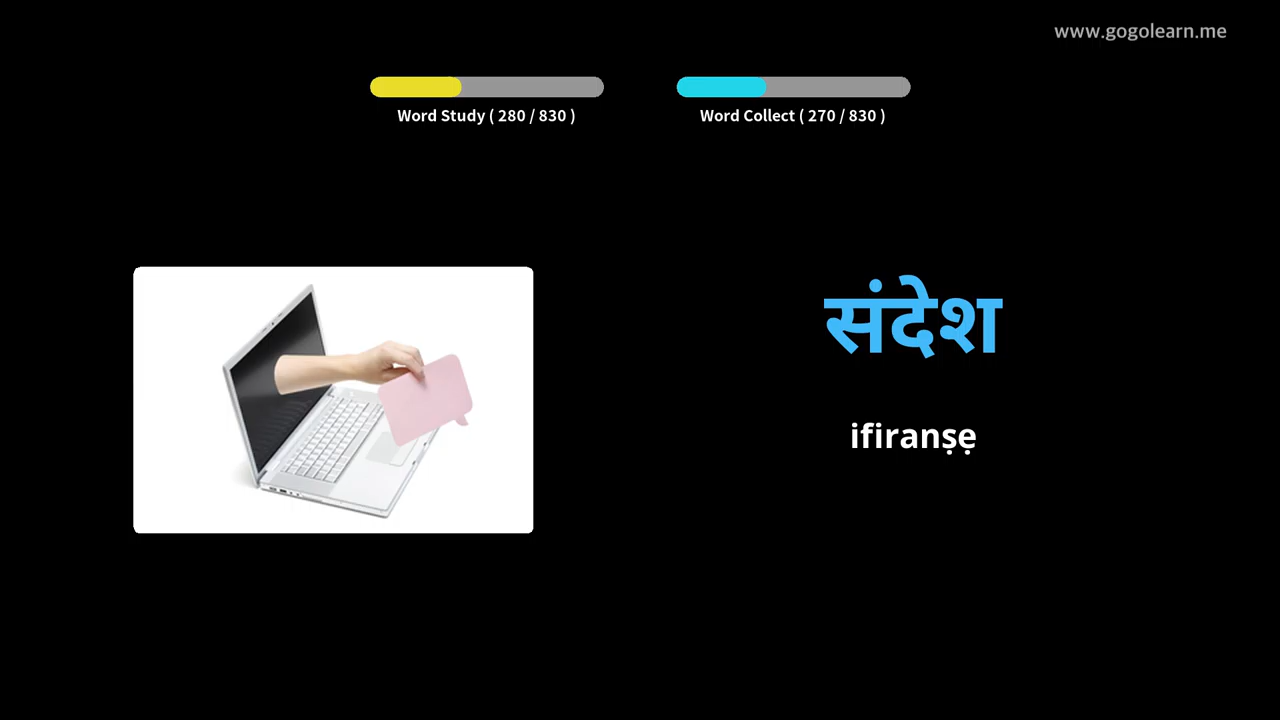 www.gogolearn.me
Word Study ( 280 / 830 )
Word Collect ( 270 / 830 )
संदेश
ifiranṣẹ